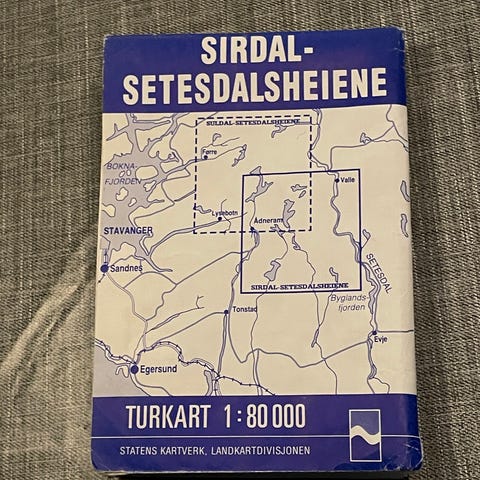 SIRDAL-
SETESDALSHEIENE
SULDAL-SETESDALSHEIENE
Førre
BOKNA-
FJORDEN
Valle
Lysebotn
Ådneram
STAVANGER
Sandnes
SETESDAL
SIRDAL-SETESDALSHEIENE
Byglands-
fjorden
Tonstad
Evje
Egersund
TURKART 1:80 000
STATENS KARTVERK, LANDKARTDIVISJONEN